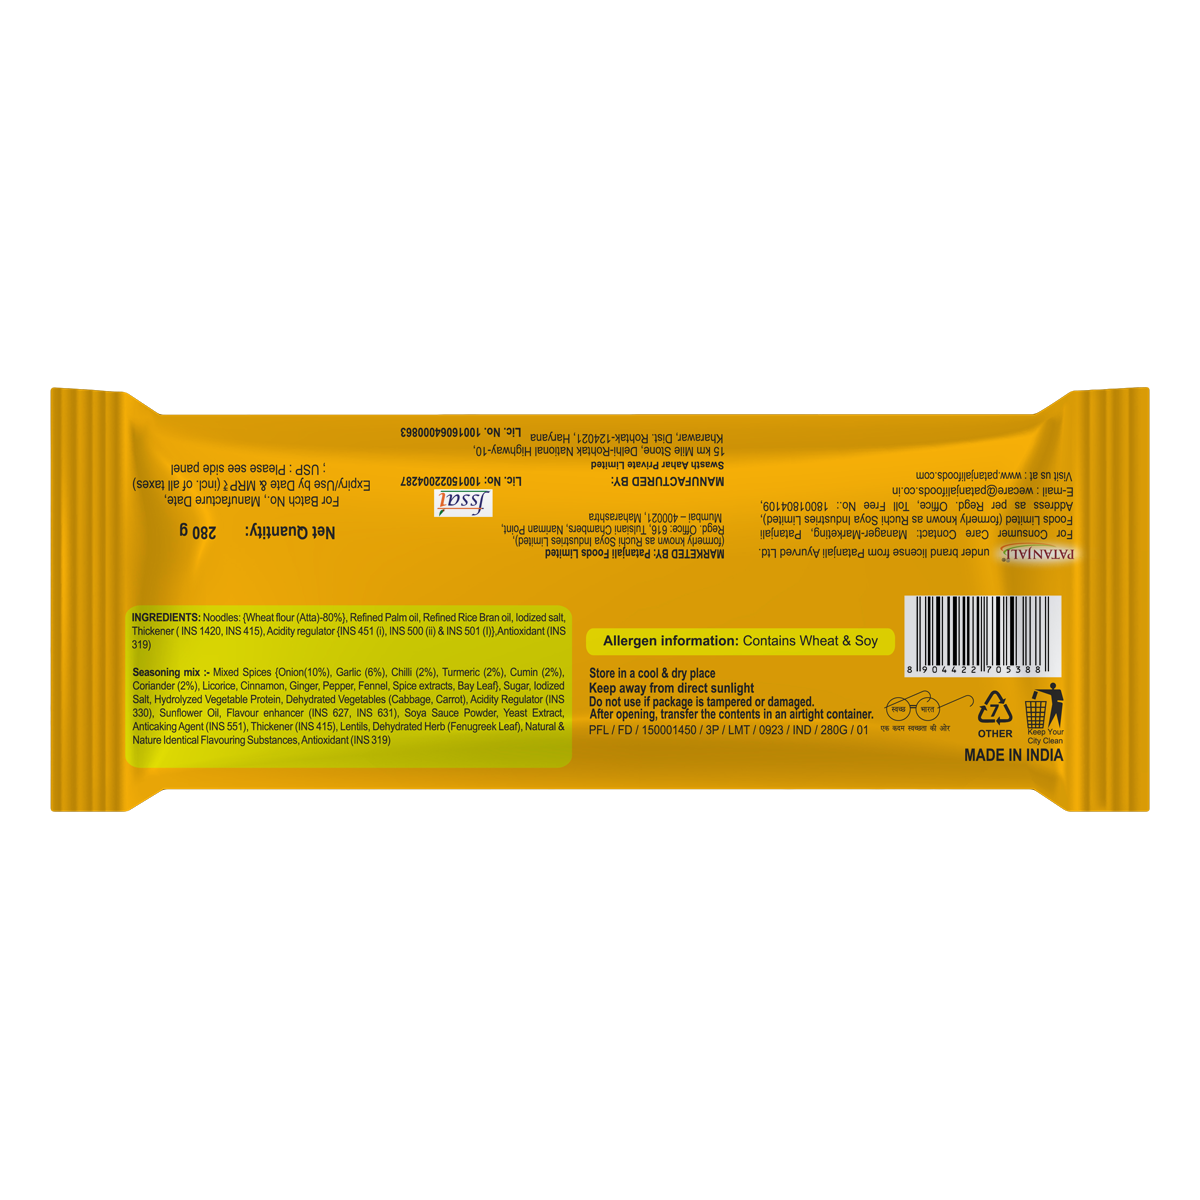 Net Quantity: 280 g
For Batch No., Manufacture Date,
Expiry/Use by Date & MRP ₹ (incl. of all taxes)
; USP : Please see side panel
MARKETED BY: Patanjali Foods Limited
(formerly known as Ruchi Soya Industries Limited),
Regd. Office: 616, Tulsiani Chambers, Nariman Point,
Mumbai – 400021, Maharashtra
fssai
Lic. No: 10015022004287
MANUFACTURED BY:
Swasth Aahar Private Limited
15 km Mile Stone, Delhi-Rohtak National Highway-10,
Kharawar, Dist. Rohtak-124021, Haryana
Lic. No. 10016064000863
PATANJALI® under brand license from Patanjali Ayurved Ltd.
For Consumer Care Contact: Manager-Marketing, Patanjali
Foods Limited (formerly known as Ruchi Soya Industries Limited),
Address as per Regd. Office, Toll Free No.: 18001804109,
E-mail : wecare@patanjalifoods.co.in
Visit us at : www.patanjalifoods.com
INGREDIENTS: Noodles: {Wheat flour (Atta)-80%}, Refined Palm oil, Refined Rice Bran oil, Iodized salt,
Thickener ( INS 1420, INS 415), Acidity regulator {INS 451 (i), INS 500 (ii) & INS 501 (I)},Antioxidant (INS
319)
Seasoning mix :- Mixed Spices {Onion(10%), Garlic (6%), Chilli (2%), Turmeric (2%), Cumin (2%),
Coriander (2%), Licorice, Cinnamon, Ginger, Pepper, Fennel, Spice extracts, Bay Leaf}, Sugar, Iodized
Salt, Hydrolyzed Vegetable Protein, Dehydrated Vegetables (Cabbage, Carrot), Acidity Regulator (INS
330), Sunflower Oil, Flavour enhancer (INS 627, INS 631), Soya Sauce Powder, Yeast Extract,
Anticaking Agent (INS 551), Thickener (INS 415), Lentils, Dehydrated Herb (Fenugreek Leaf), Natural &
Nature Identical Flavouring Substances, Antioxidant (INS 319)
Allergen information: Contains Wheat & Soy
Store in a cool & dry place
Keep away from direct sunlight
Do not use if package is tampered or damaged.
After opening, transfer the contents in an airtight container.
PFL / FD / 150001450 / 3P / LMT / 0923 / IND / 280G / 01
8 904422 705388
स्वच्छ भारत
एक कदम स्वच्छता की ओर
OTHER
Keep Your
City Clean
MADE IN INDIA